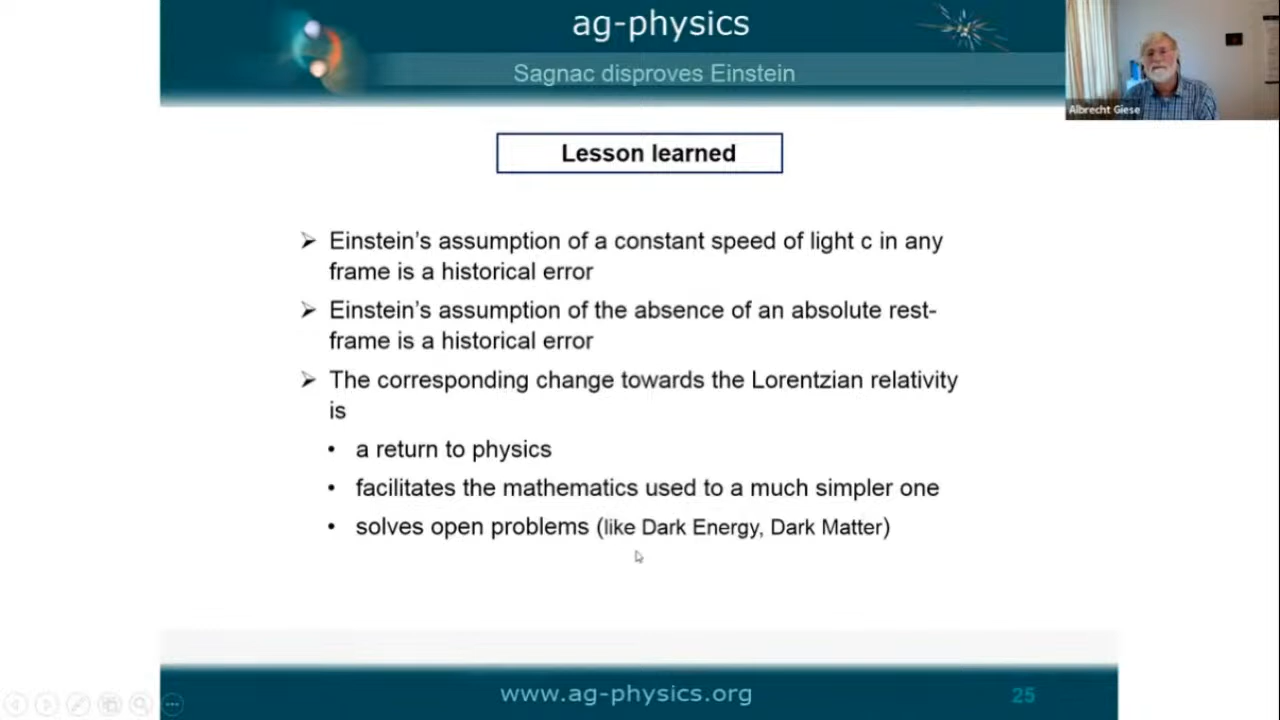 ag-physics
Sagnac disproves Einstein
Albrecht Giese
Lesson learned
Einstein's assumption of a constant speed of light c in any
frame is a historical error
Einstein's assumption of the absence of an absolute rest-
frame is a historical error
The corresponding change towards the Lorentzian relativity
is
• a return to physics
• facilitates the mathematics used to a much simpler one
• solves open problems (like Dark Energy, Dark Matter)
www.ag-physics.org
25